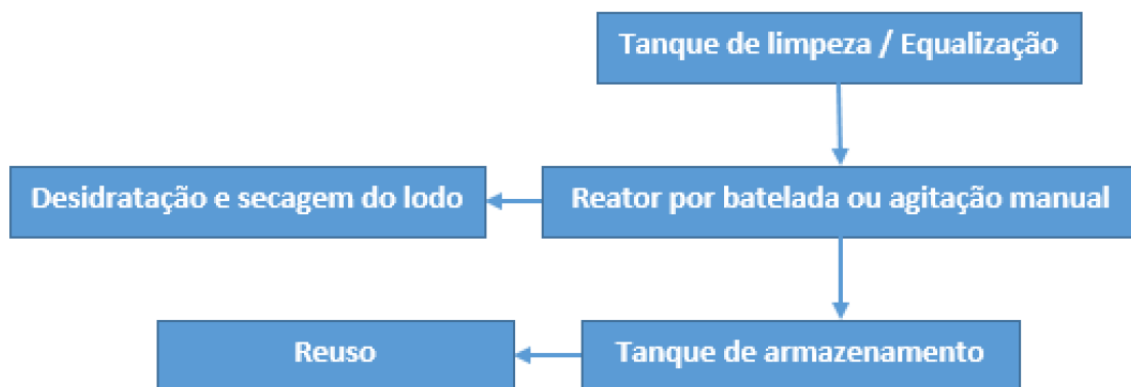 Tanque de limpeza / Equalização
Desidratação e secagem do lodo
Reator por batelada ou agitação manual
Reuso
Tanque de armazenamento